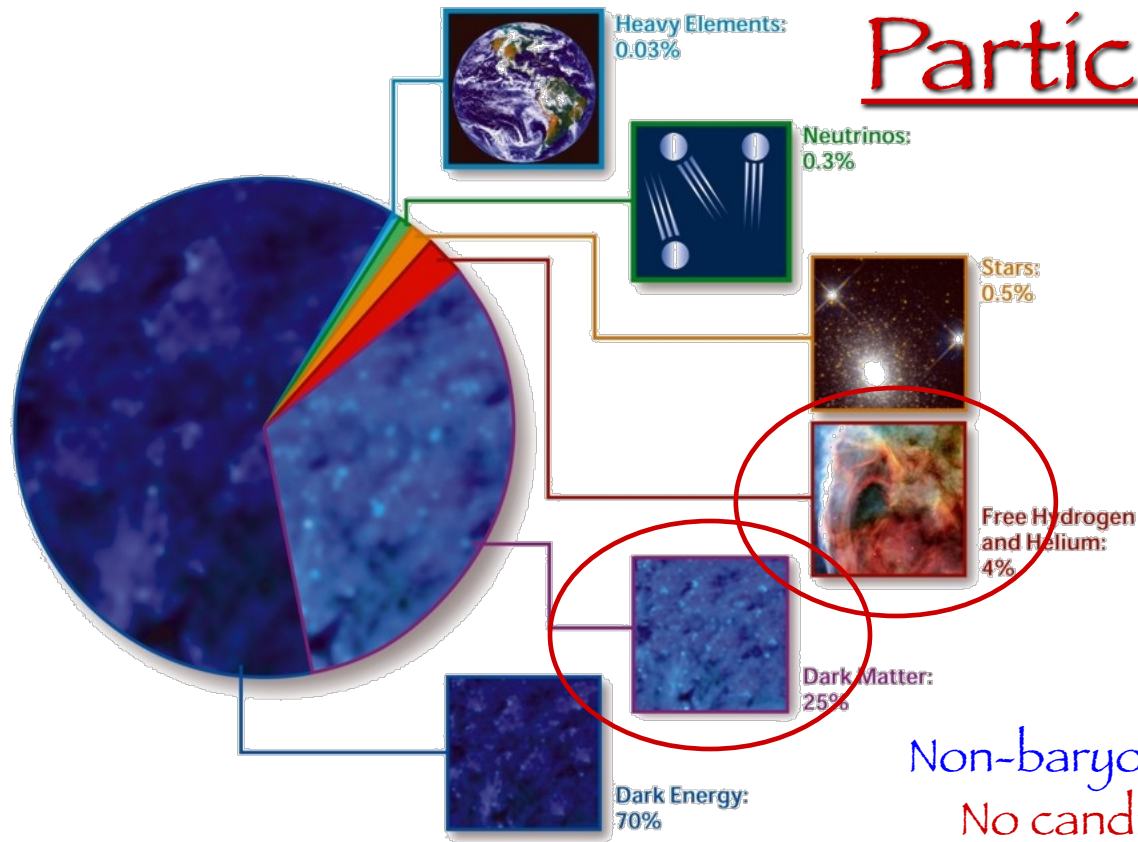 Partic
Heavy Elements:
0.03%
Neutrinos:
0.3%
Stars:
0.5%
Free Hydrogen
and Helium:
4%
Dark Matter:
25%
Dark Energy:
70%
Non-baryo
No cand